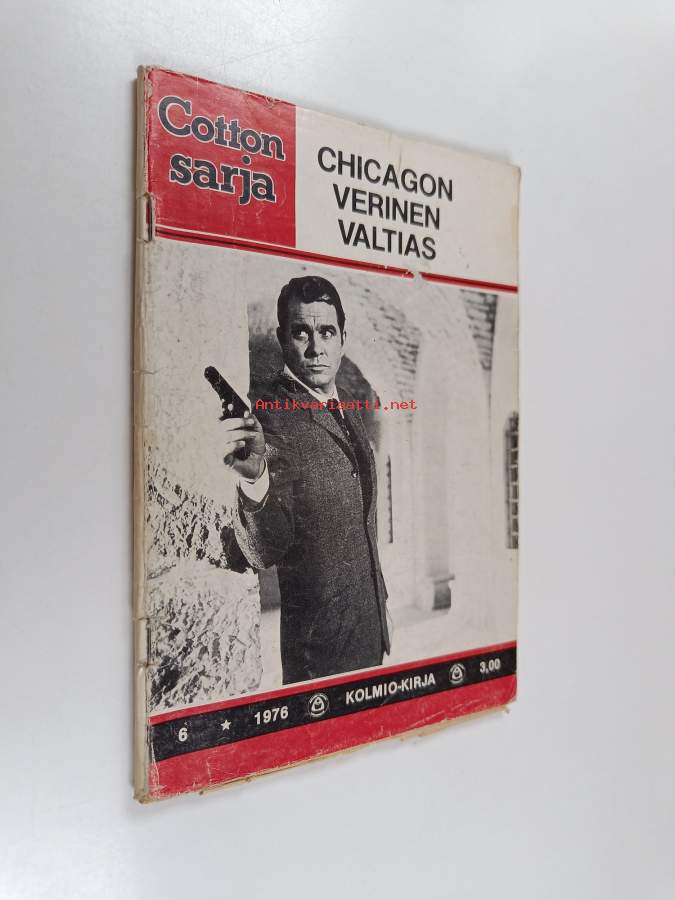 Cotton
sarja
CHICAGON
VERINEN
VALTIAS
Antikvariaatti.net
6 ★ 1976 KOLMIO-KIRJA 3,00